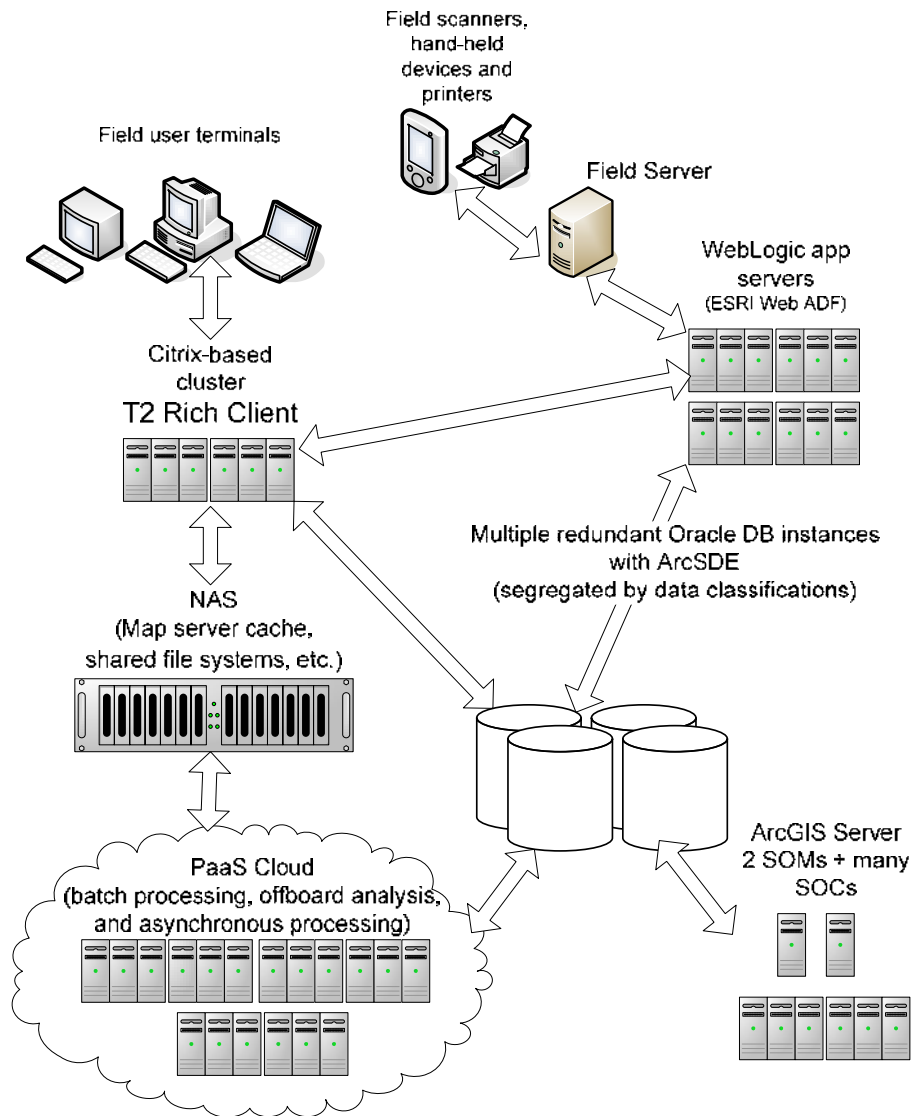 Field scanners,
hand-held
devices and
printers
Field user terminals
Field Server
WebLogic app
servers
(ESRI Web ADF)
Citrix-based
cluster
T2 Rich Client
Multiple redundant Oracle DB instances
with ArcSDE
(segregated by data classifications)
NAS
(Map server cache,
shared file systems, etc.)
PaaS Cloud
(batch processing, offboard analysis,
and asynchronous processing)
ArcGIS Server
2 SOMs + many
SOCs